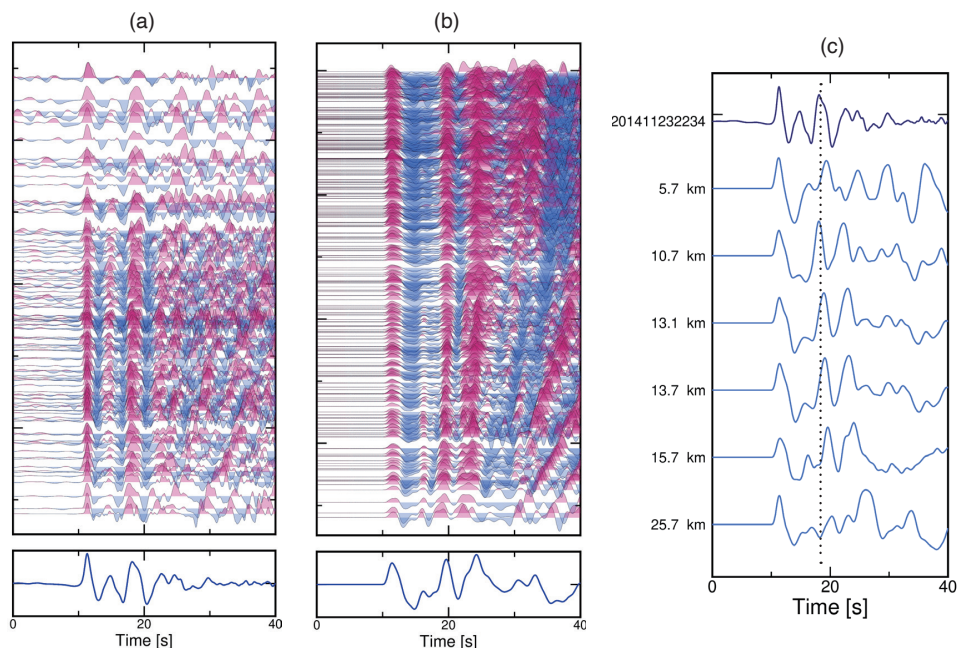 (a)
(b)
(c)
201411232234
5.7 km
10.7 km
13.1 km
13.7 km
15.7 km
25.7 km
0 20 40
Time [s]
0 20 40
Time [s]
0 20 40
Time [s]